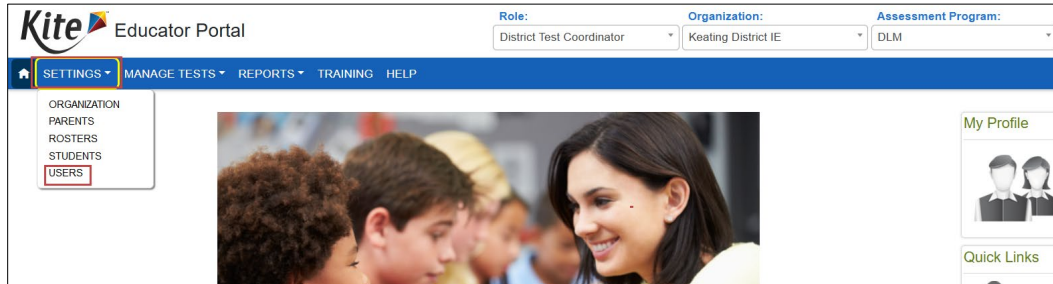 Kite Educator Portal
Role: Organization: Assessment Program:
District Test Coordinator Keating District IE DLM
SETTINGS MANAGE TESTS REPORTS TRAINING HELP
ORGANIZATION
PARENTS
ROSTERS
STUDENTS
USERS
My Profile
Quick Links